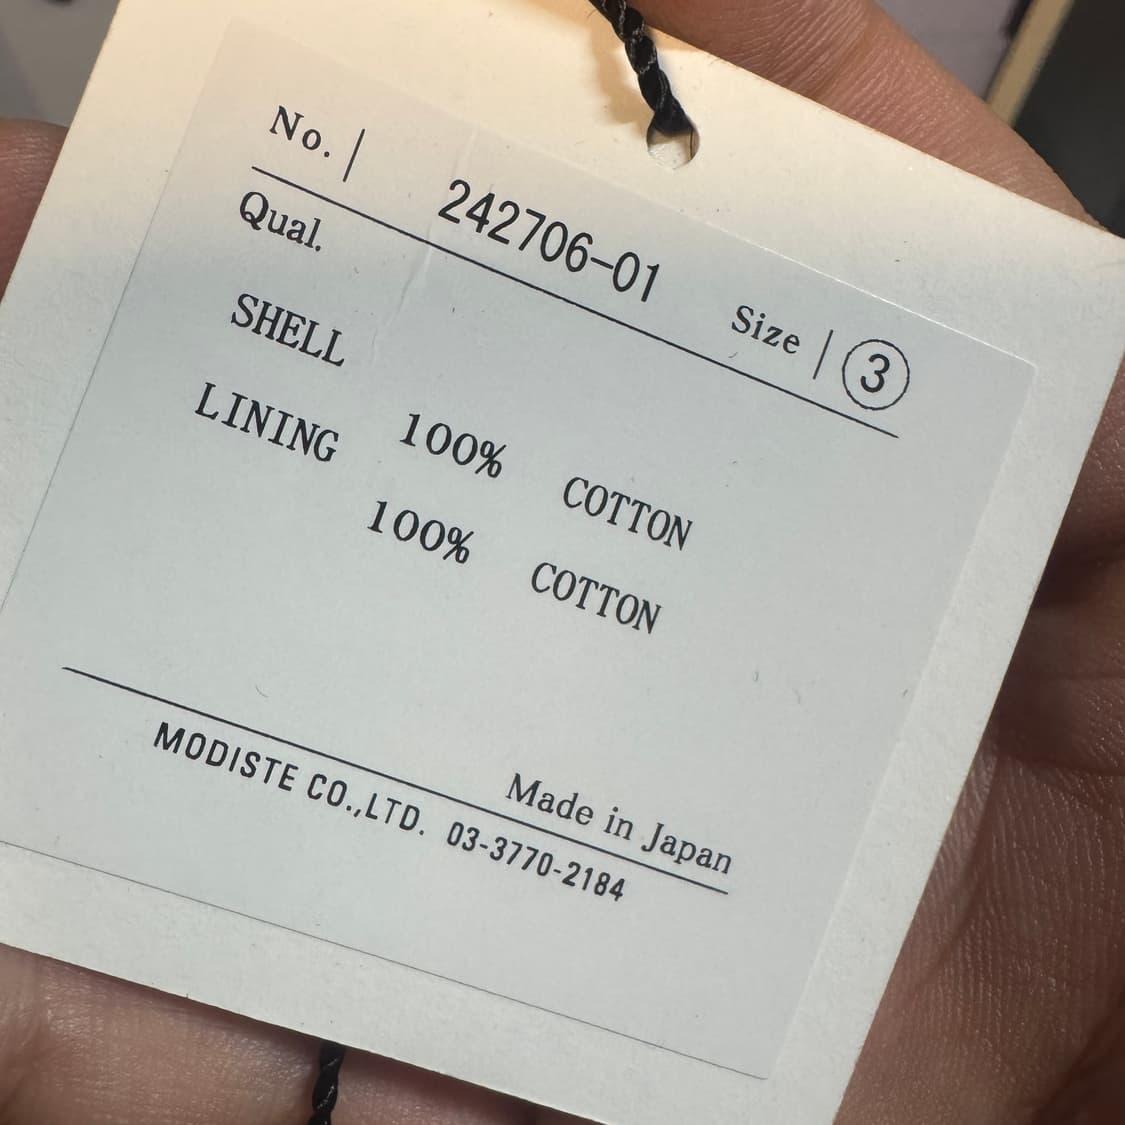 No. | 242706-01 Size | ③
Qual.
SHELL
100% COTTON
LINING
100% COTTON
Made in Japan
MODISTE CO.,LTD. 03-3770-2184